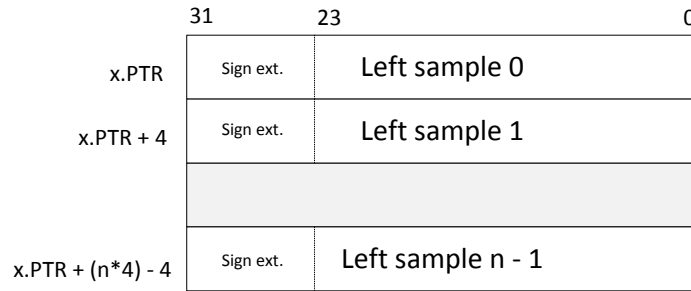 31 23 0
x.PTR Sign ext. Left sample 0
x.PTR + 4 Sign ext. Left sample 1
x.PTR + (n*4) - 4 Sign ext. Left sample n - 1